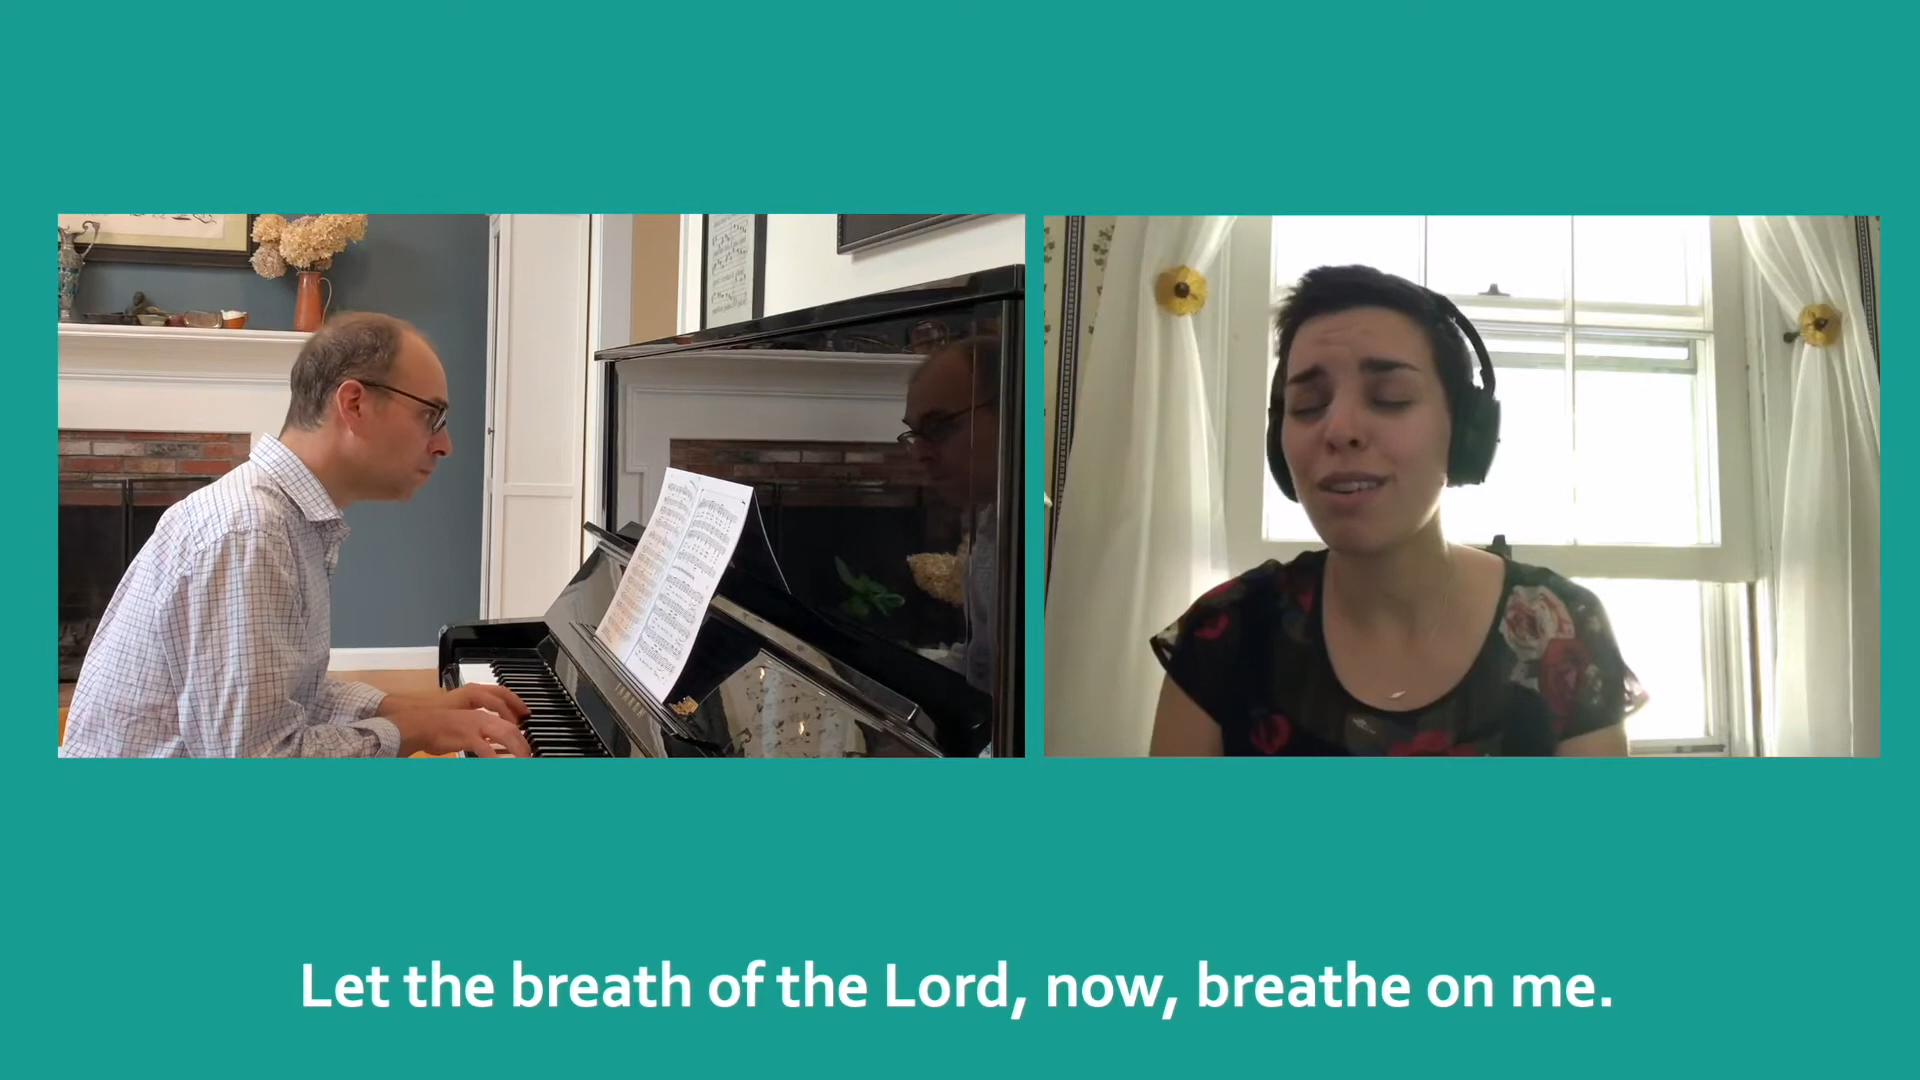 Let the breath of the Lord, now, breathe on me.